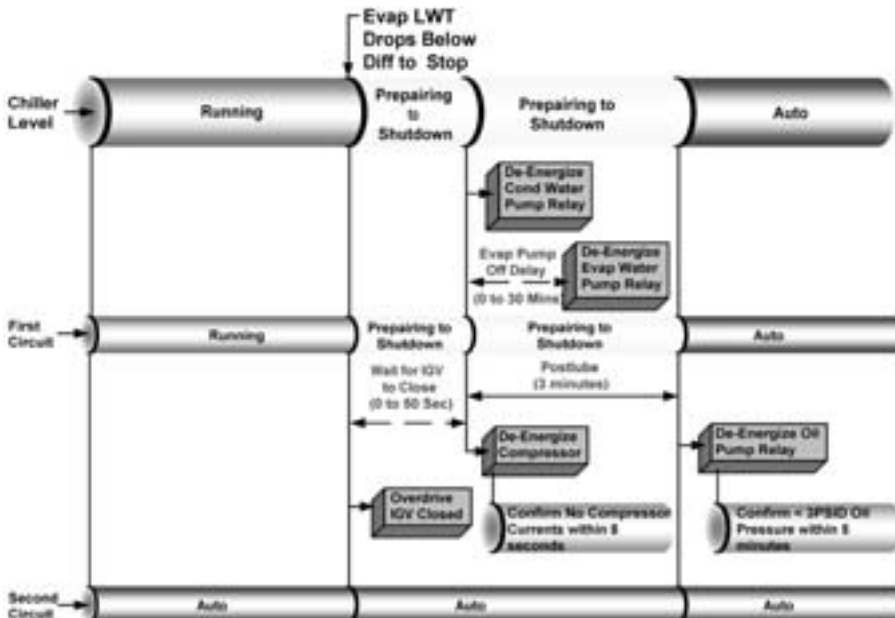 Evap LWT
Drops Below
Diff to Stop
Chiller
Level
Running
Prepairing
to
Shutdown
Prepairing to
Shutdown
Auto
De-Energize
Cond Water
Pump Relay
Evap Pump
Off Delay
(0 to 30 Mins)
De-Energize
Evap Water
Pump Relay
First
Circuit
Running
Prepairing to
Shutdown
Prepairing to
Shutdown
Auto
Wait for IGV
to Close
(0 to 50 Sec)
Postlube
(3 minutes)
De-Energize
Compressor
De-Energize Oil
Pump Relay
Overdrive
IGV Closed
Confirm No Compressor
Currents within 8
seconds
Confirm < 3PSID Oil
Pressure within 5
minutes
Second
Circuit
Auto
Auto
Auto